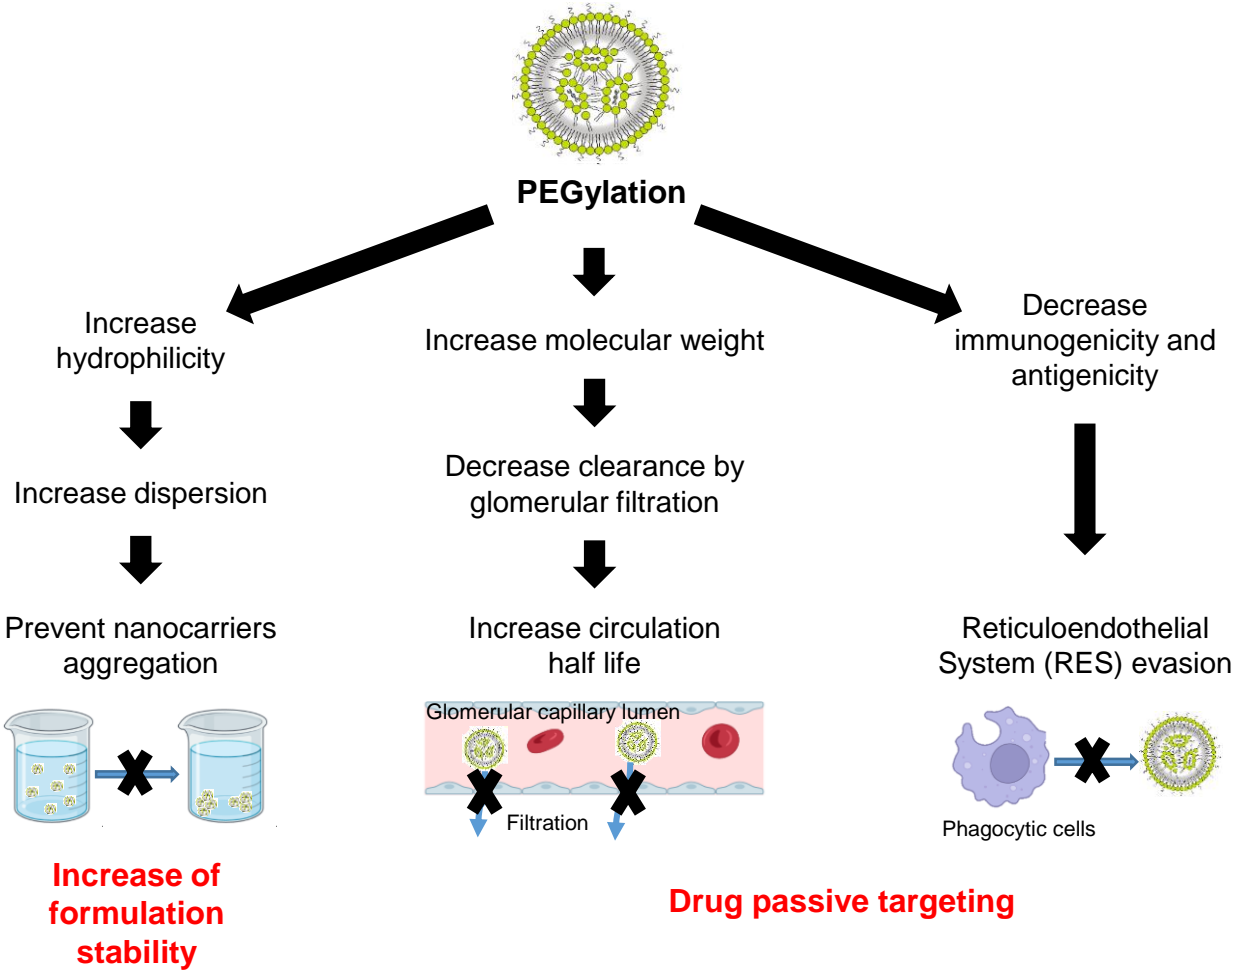 PEGylation
Increase
hydrophilicity
Increase dispersion
Prevent nanocarriers
aggregation
Increase of
formulation
stability
Increase molecular weight
Decrease clearance by
glomerular filtration
Increase circulation
half life
Glomerular capillary lumen
Filtration
Decrease
immunogenicity and
antigenicity
Reticuloendothelial
System (RES) evasion
Phagocytic cells
Drug passive targeting